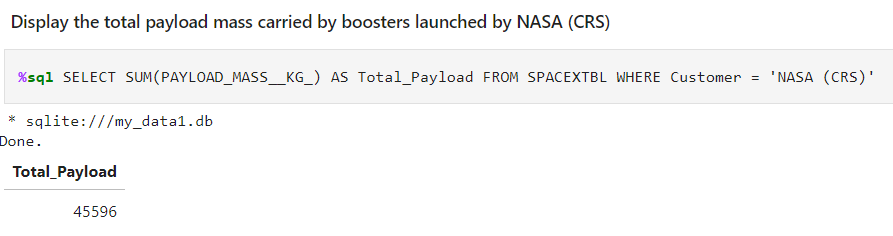 Display the total payload mass carried by boosters launched by NASA (CRS)
%sql SELECT SUM(PAYLOAD_MASS__KG_) AS Total_Payload FROM SPACEXTBL WHERE Customer = 'NASA (CRS)'
* sqlite:///my_data1.db
Done.
Total_Payload
45596